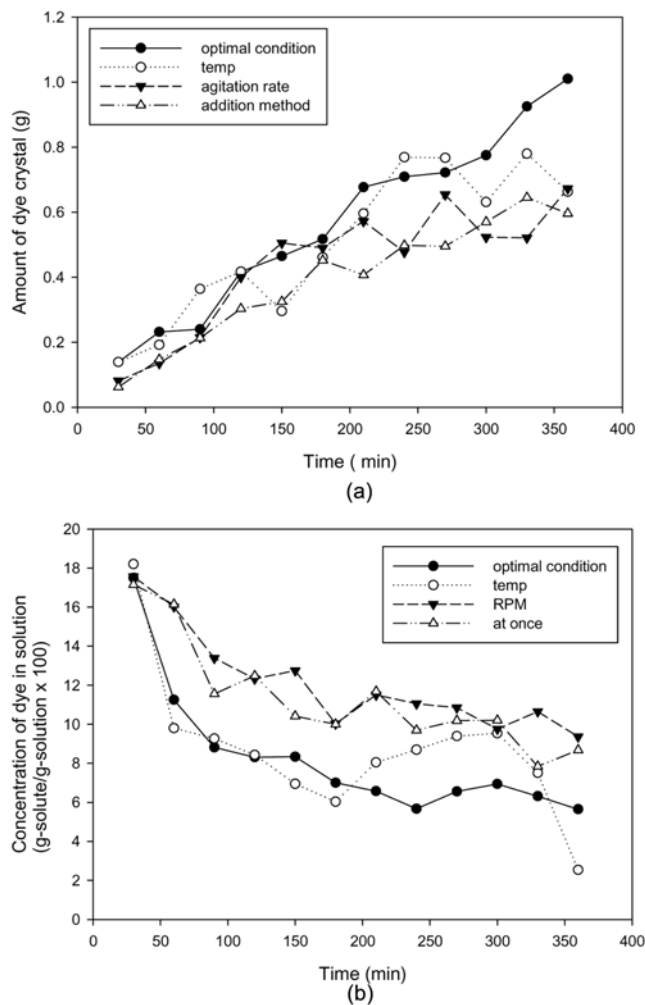 1.2
1.0
0.8
0.6
0.4
0.2
0.0
Amount of dye crystal (g)
optimal condition
temp
agitation rate
addition method
0 50 100 150 200 250 300 350 400
Time ( min)
(a)
20
18
16
14
12
10
8
6
4
2
0
Concentration of dye in solution
(g-solute/g-solution x 100)
optimal condition
temp
RPM
at once
0 50 100 150 200 250 300 350 400
Time (min)
(b)